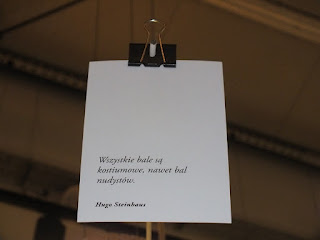 Wszystkie bale są
kostiumowe, nawet bal
nudystów.
Hugo Steinhaus